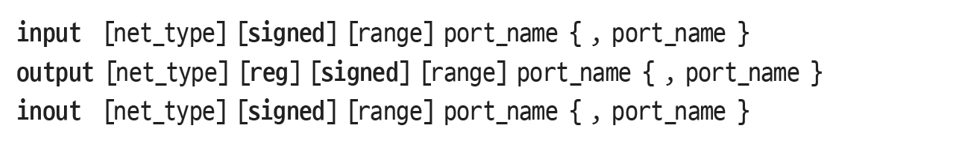 input [net_type] [signed] [range] port_name { , port_name }
output [net_type] [reg] [signed] [range] port_name { , port_name }
inout [net_type] [signed] [range] port_name { , port_name }